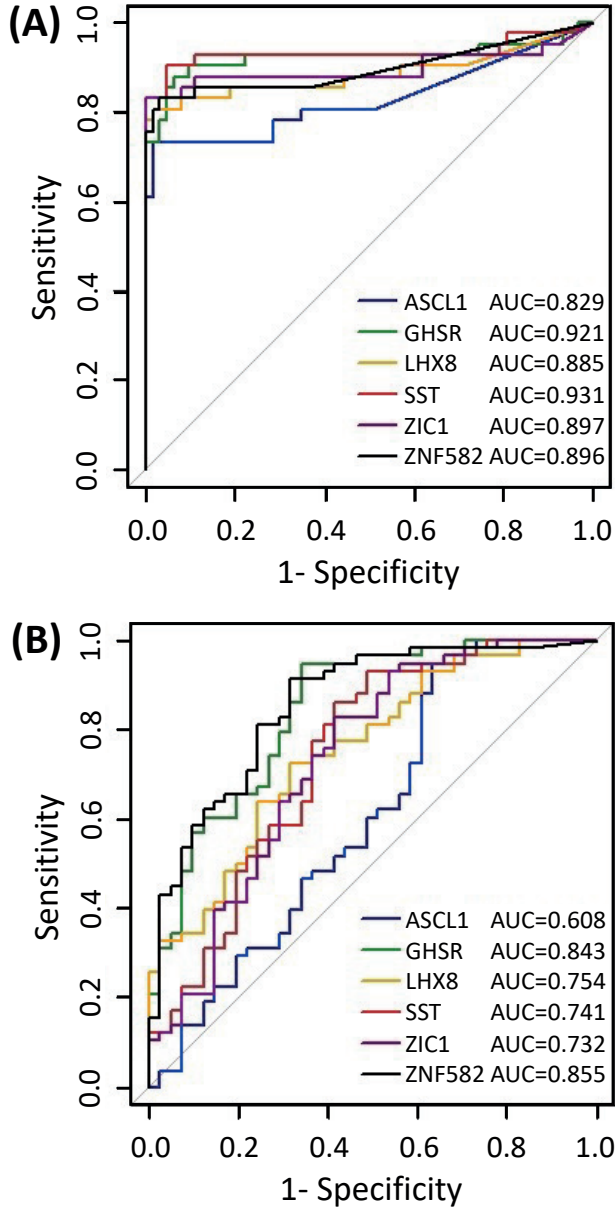 (A)
1.0
0.8
0.6
0.4
0.2
0.0
Sensitivity
ASCL1 AUC=0.829
GHSR AUC=0.921
LHX8 AUC=0.885
SST AUC=0.931
ZIC1 AUC=0.897
ZNF582 AUC=0.896
0.0 0.2 0.4 0.6 0.8 1.0
1- Specificity
(B)
1.0
0.8
0.6
0.4
0.2
0.0
Sensitivity
ASCL1 AUC=0.608
GHSR AUC=0.843
LHX8 AUC=0.754
SST AUC=0.741
ZIC1 AUC=0.732
ZNF582 AUC=0.855
0.0 0.2 0.4 0.6 0.8 1.0
1- Specificity